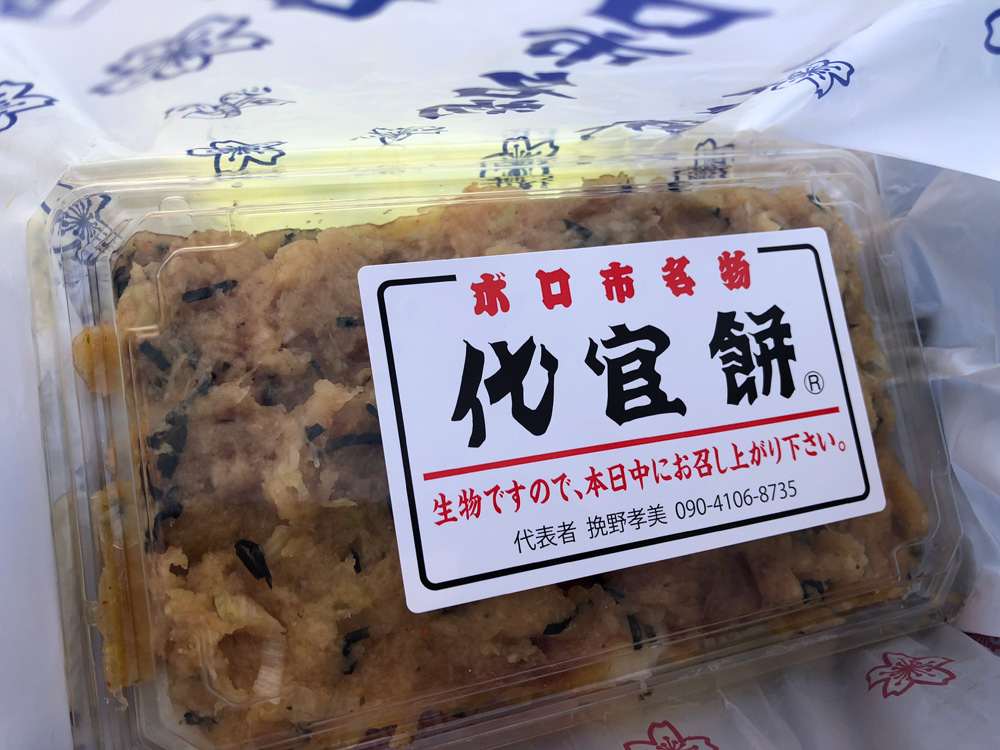 ボロ市名物
代官餅®
生物ですので、本日中にお召し上がり下さい。
代表者 挽野孝美 090-4106-8735